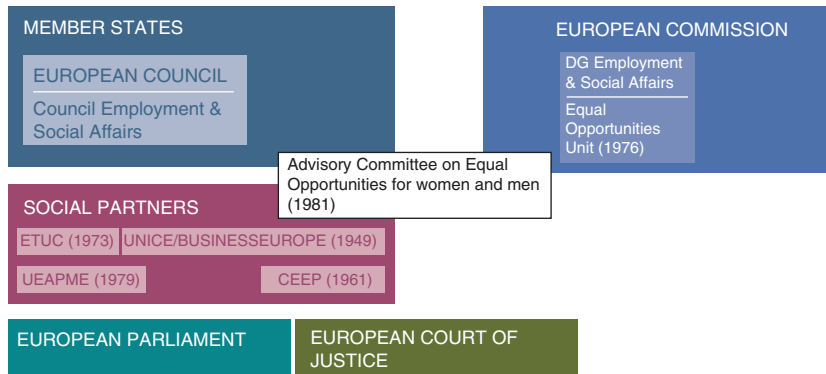 MEMBER STATES
EUROPEAN COUNCIL
Council Employment &
Social Affairs
EUROPEAN COMMISSION
DG Employment
& Social Affairs
Equal
Opportunities
Unit (1976)
Advisory Committee on Equal
Opportunities for women and men
(1981)
SOCIAL PARTNERS
ETUC (1973) UNICE/BUSINESSEUROPE (1949)
UEAPME (1979) CEEP (1961)
EUROPEAN PARLIAMENT
EUROPEAN COURT OF
JUSTICE